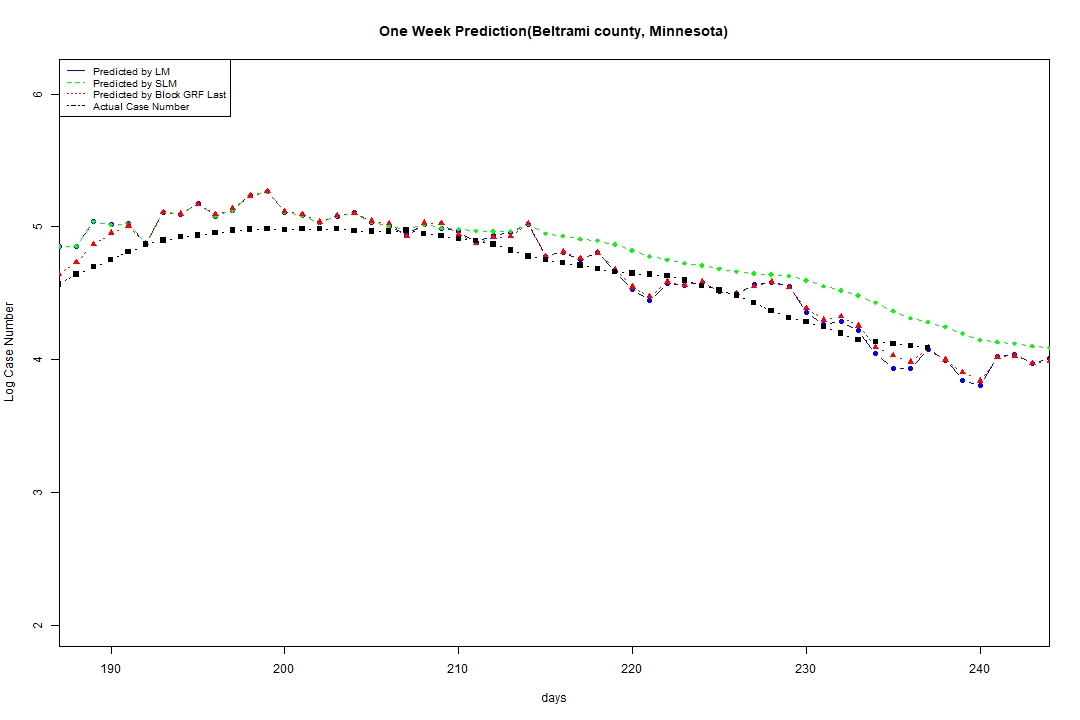 One Week Prediction(Beltrami county, Minnesota)
Predicted by LM
Predicted by SLM
Predicted by Block GRF Last
Actual Case Number
6
5
4
3
2
Log Case Number
190
200
210
220
230
240
days